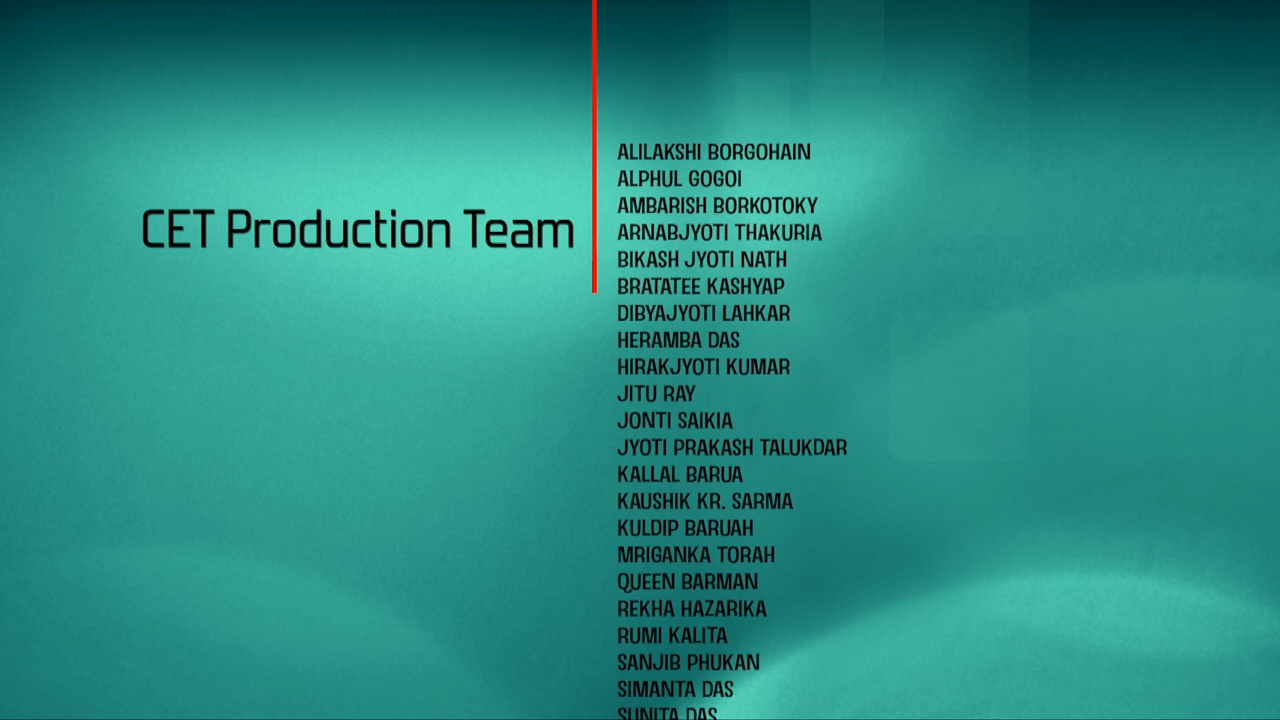 CET Production Team
ALILAKSHI BORGOHAIN
ALPHUL GOGOI
AMBARISH BORKOTOKY
ARNABJYOTI THAKURIA
BIKASH JYOTI NATH
BRATATEE KASHYAP
DIBYAJYOTI LAHKAR
HERAMBA DAS
HIRAKJYOTI KUMAR
JITU RAY
JONTI SAIKIA
JYOTI PRAKASH TALUKDAR
KALLAL BARUA
KAUSHIK KR. SARMA
KULDIP BARUAH
MRIGANKA TORAH
QUEEN BARMAN
REKHA HAZARIKA
RUMI KALITA
SANJIB PHUKAN
SIMANTA DAS
SUNITA DAS